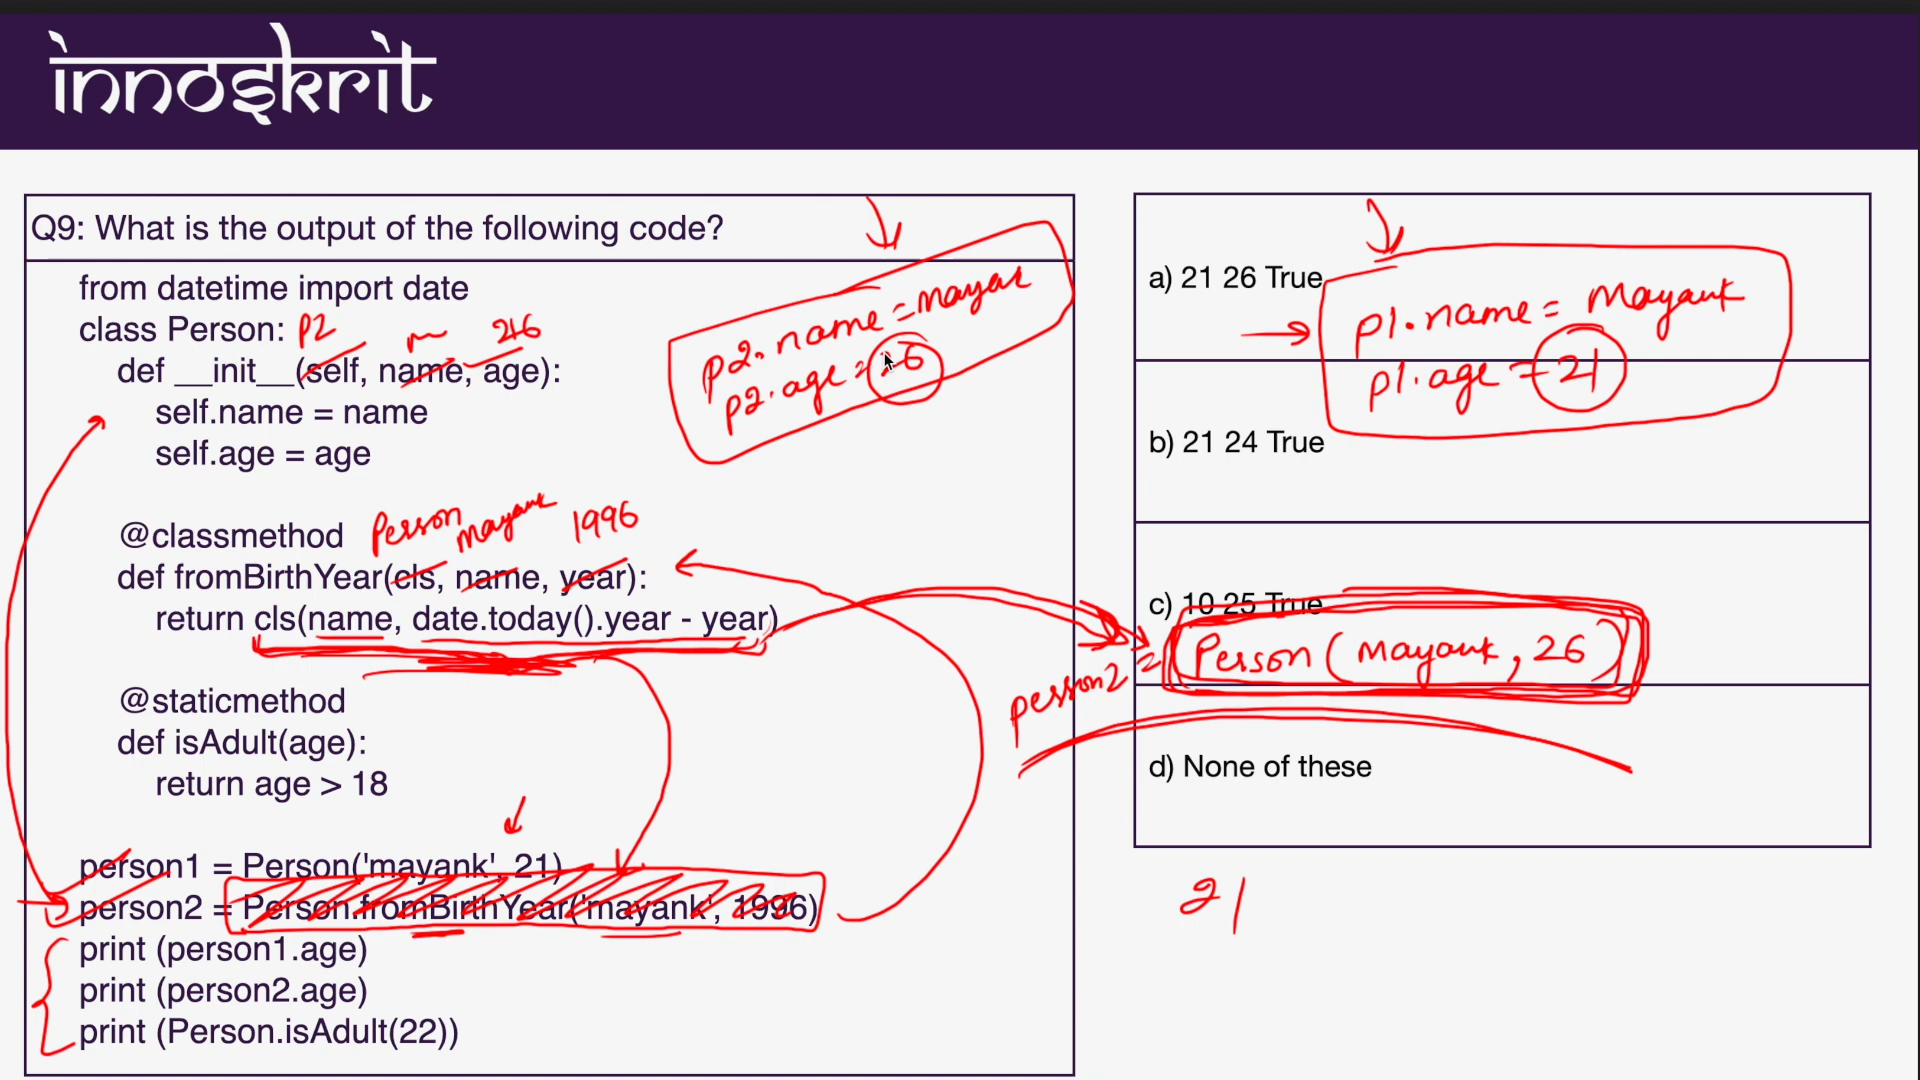 innoskrit
Q9: What is the output of the following code?
from datetime import date
class Person: P2
def __init__(self, name, age):
self.name = name
self.age = age
p2.name = mayank
p2.age = 26
@classmethod Person mayank 1996
def fromBirthYear(cls, name, year):
return cls(name, date.today().year - year)
@staticmethod
def isAdult(age):
return age > 18
person1 = Person('mayank', 21)
person2 = Person.fromBirthYear('mayank', 1996)
print (person1.age)
print (person2.age)
print (Person.isAdult(22))
a) 21 26 True
p1.name = Mayank
p1.age = 21
b) 21 24 True
c) 10 25 True
person2 = Person(mayank, 26)
d) None of these
21